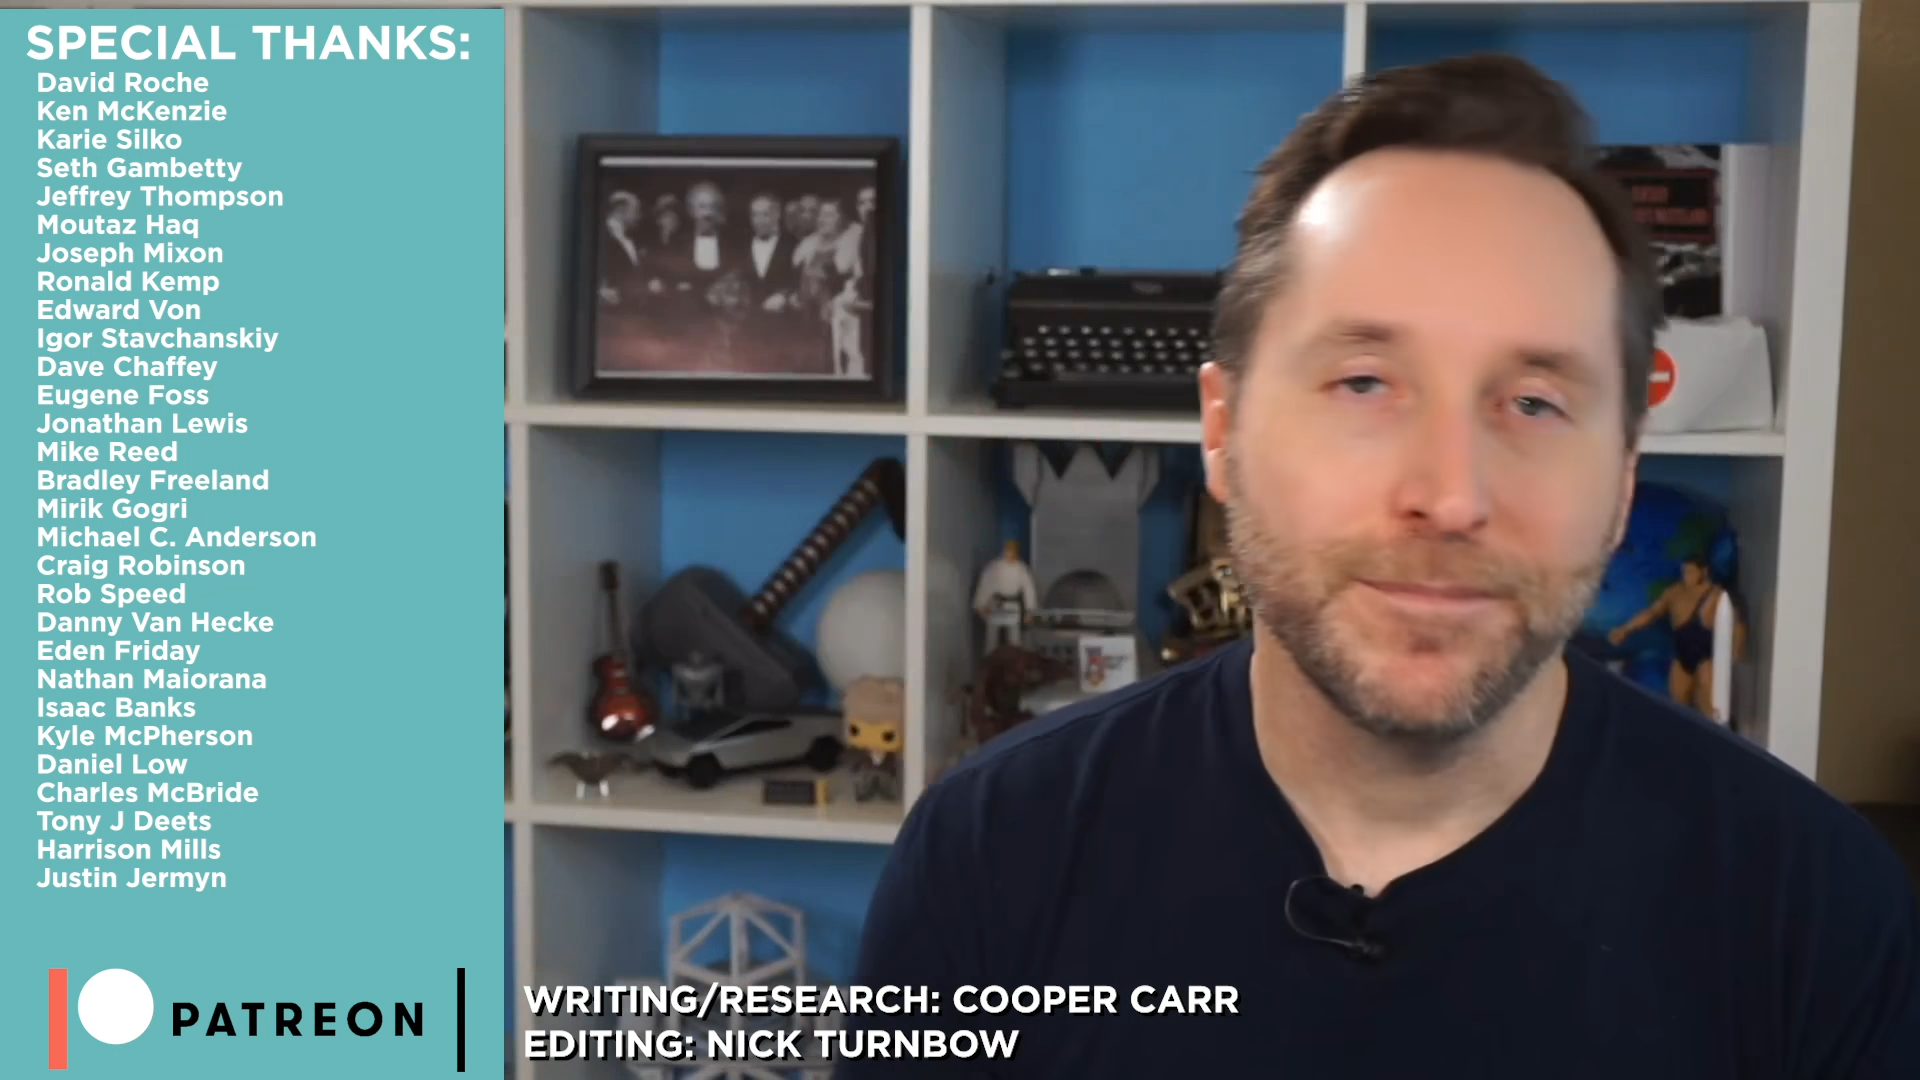 SPECIAL THANKS:
David Roche
Ken McKenzie
Karie Silko
Seth Gambetty
Jeffrey Thompson
Moutaz Haq
Joseph Mixon
Ronald Kemp
Edward Von
Igor Stavchanskiy
Dave Chaffey
Eugene Foss
Jonathan Lewis
Mike Reed
Bradley Freeland
Mirik Gogri
Michael C. Anderson
Craig Robinson
Rob Speed
Danny Van Hecke
Eden Friday
Nathan Maiorana
Isaac Banks
Kyle McPherson
Daniel Low
Charles McBride
Tony J Deets
Harrison Mills
Justin Jermyn
PATREON
WRITING/RESEARCH: COOPER CARR
EDITING: NICK TURNBOW